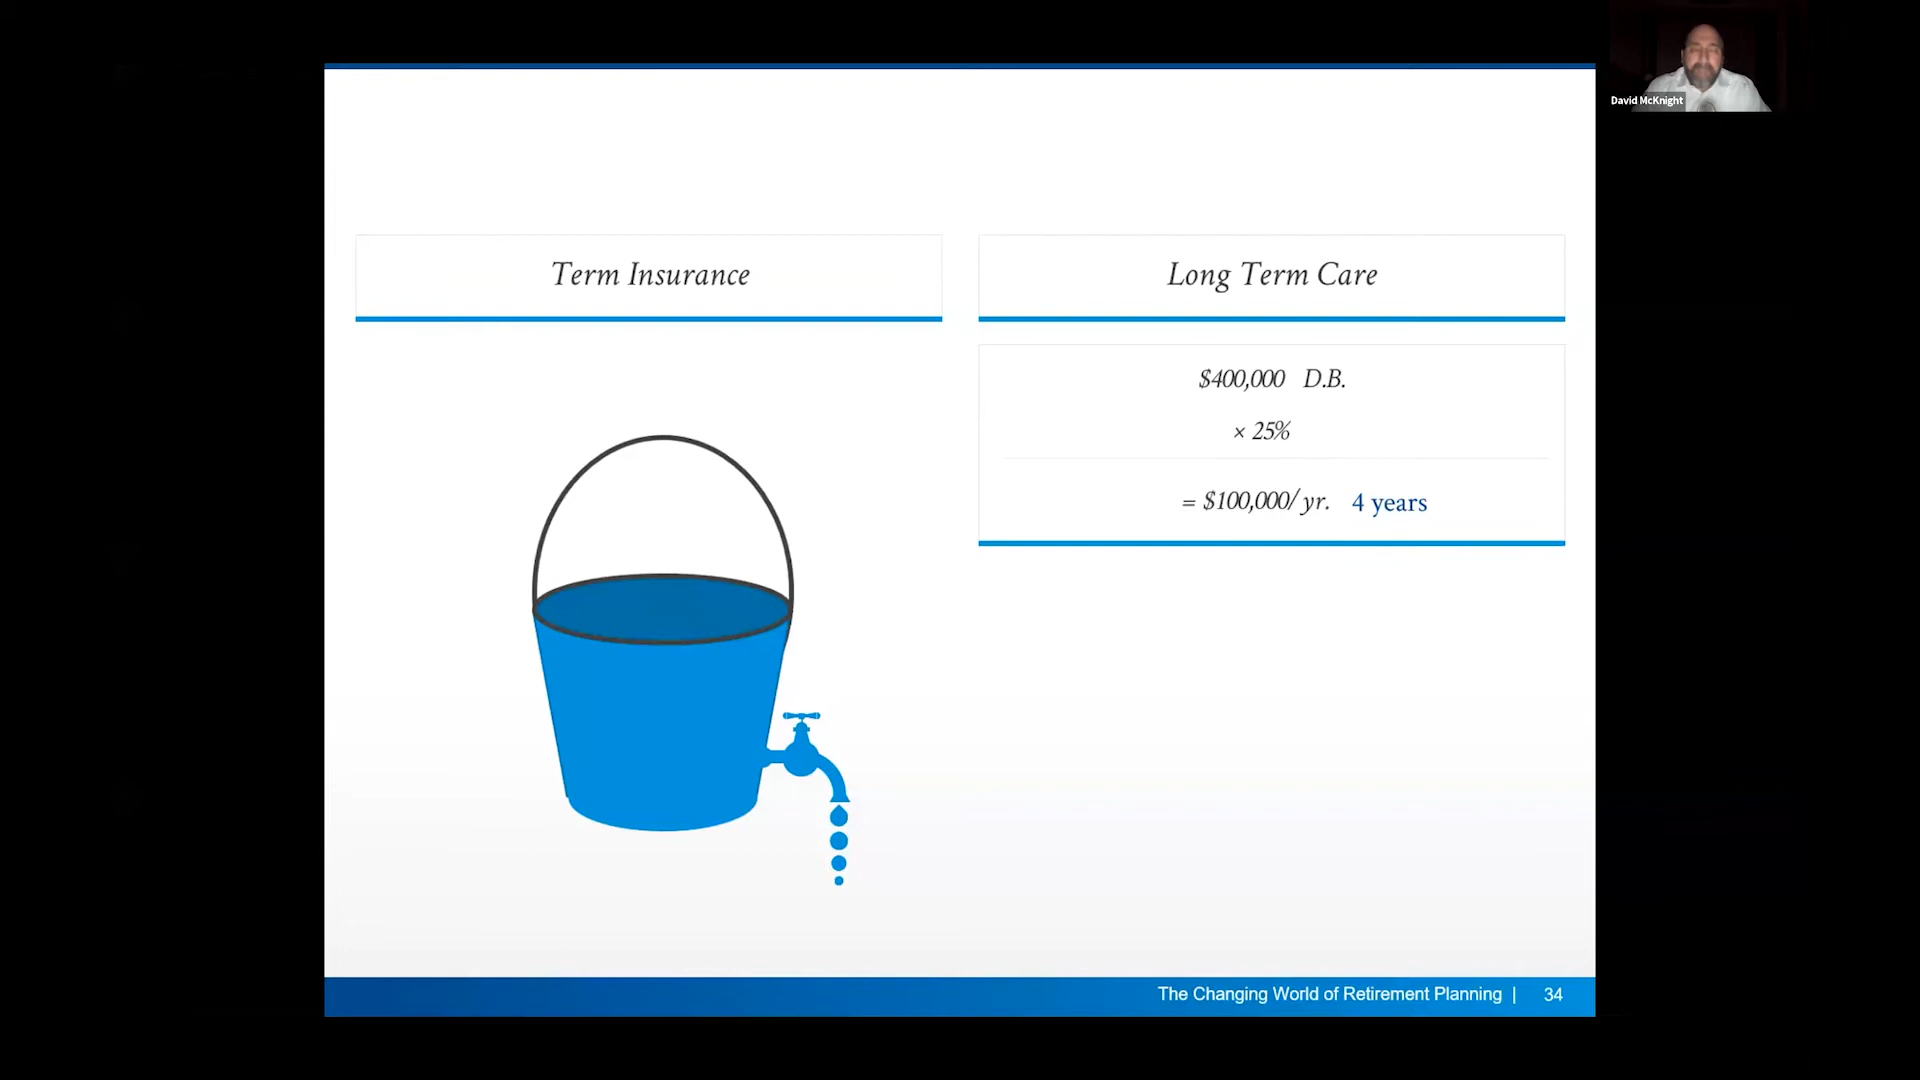 David McKnight
Term Insurance
Long Term Care
$400,000 D.B.
× 25%
= $100,000/ yr. 4 years
The Changing World of Retirement Planning | 34